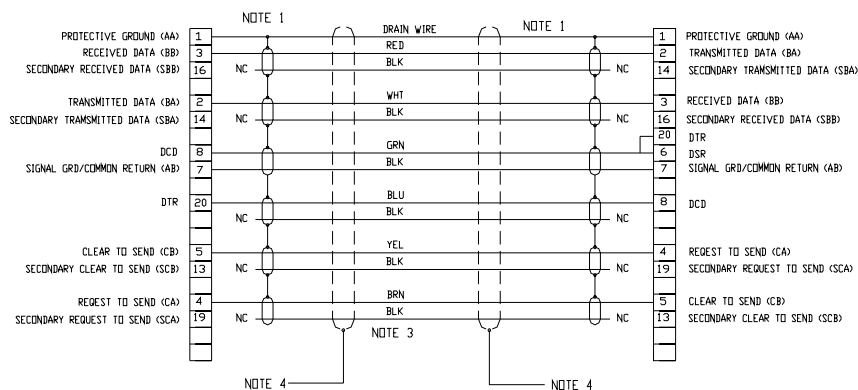 NOTE 1 NOTE 1
PROTECTIVE GROUND (AA) 1 DRAIN WIRE 1 PROTECTIVE GROUND (AA)
RECEIVED DATA (BB) 3 RED 2 TRANSMITTED DATA (BA)
SECONDARY RECEIVED DATA (SBB) 16 NC BLK NC 14 SECONDARY TRAMSMITTED DATA (SBA)
TRANSMITTED DATA (BA) 2 WHT 3 RECEIVED DATA (BB)
SECONDARY TRAMSMITTED DATA (SBA) 14 NC BLK NC 16 SECONDARY RECEIVED DATA (SBB)
20 DTR
DCD 8 GRN 6 DSR
SIGNAL GRD/COMMON RETURN (AB) 7 BLK 7 SIGNAL GRD/COMMON RETURN (AB)
DTR 20 BLU 8 DCD
NC BLK NC
CLEAR TO SEND (CB) 5 YEL 4 REQEST TO SEND (CA)
SECONDARY CLEAR TO SEND (SCB) 13 NC BLK NC 19 SECONDARY REQUEST TO SEND (SCA)
REQEST TO SEND (CA) 4 BRN 5 CLEAR TO SEND (CB)
SECONDARY REQUEST TO SEND (SCA) 19 NC BLK NC 13 SECONDARY CLEAR TO SEND (SCB)
NOTE 3
NOTE 4 NOTE 4